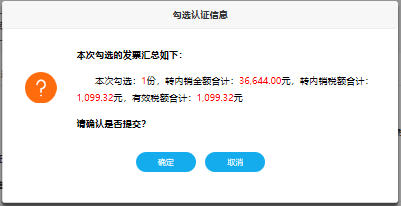 勾选认证信息
本次勾选的发票汇总如下：
本次勾选：1份，转内销金额合计：36,644.00元，转内销税额合计：
1,099.32元，有效税额合计：1,099.32元
请确认是否提交?
确定 取消